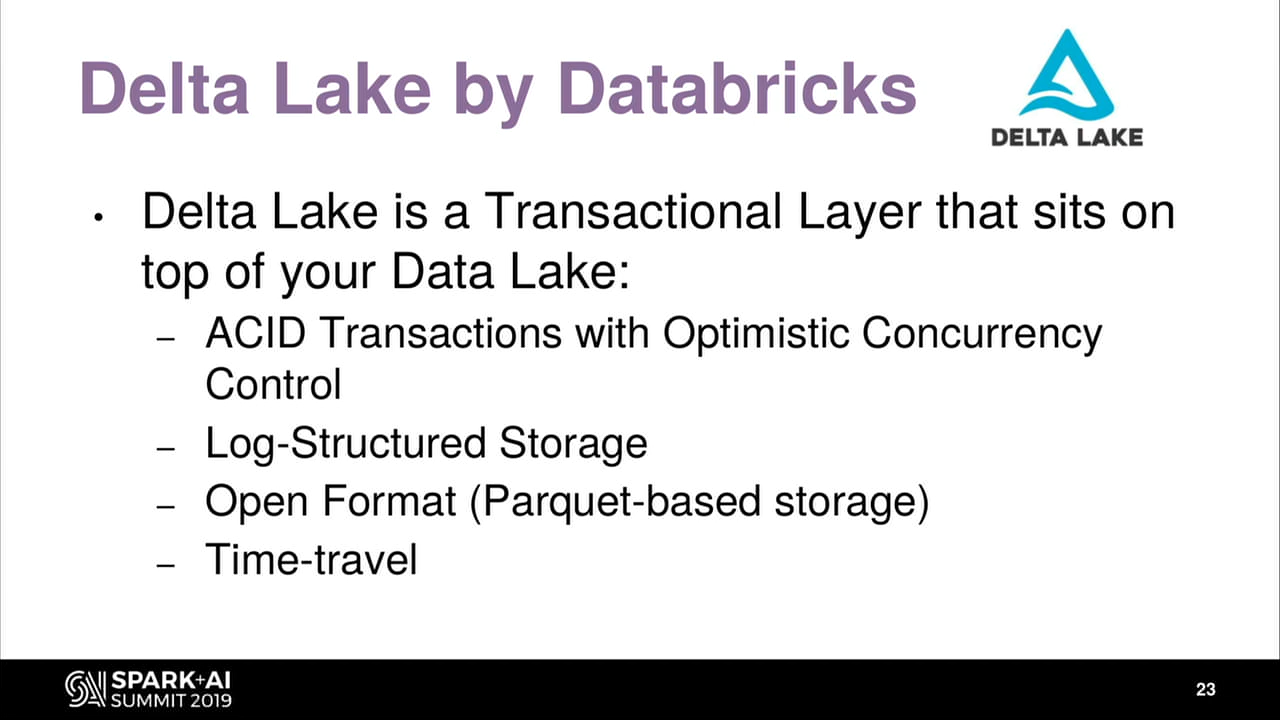 Delta Lake by Databricks
DELTA LAKE
• Delta Lake is a Transactional Layer that sits on
top of your Data Lake:
– ACID Transactions with Optimistic Concurrency
Control
– Log-Structured Storage
– Open Format (Parquet-based storage)
– Time-travel
SPARK+AI
SUMMIT 2019
23